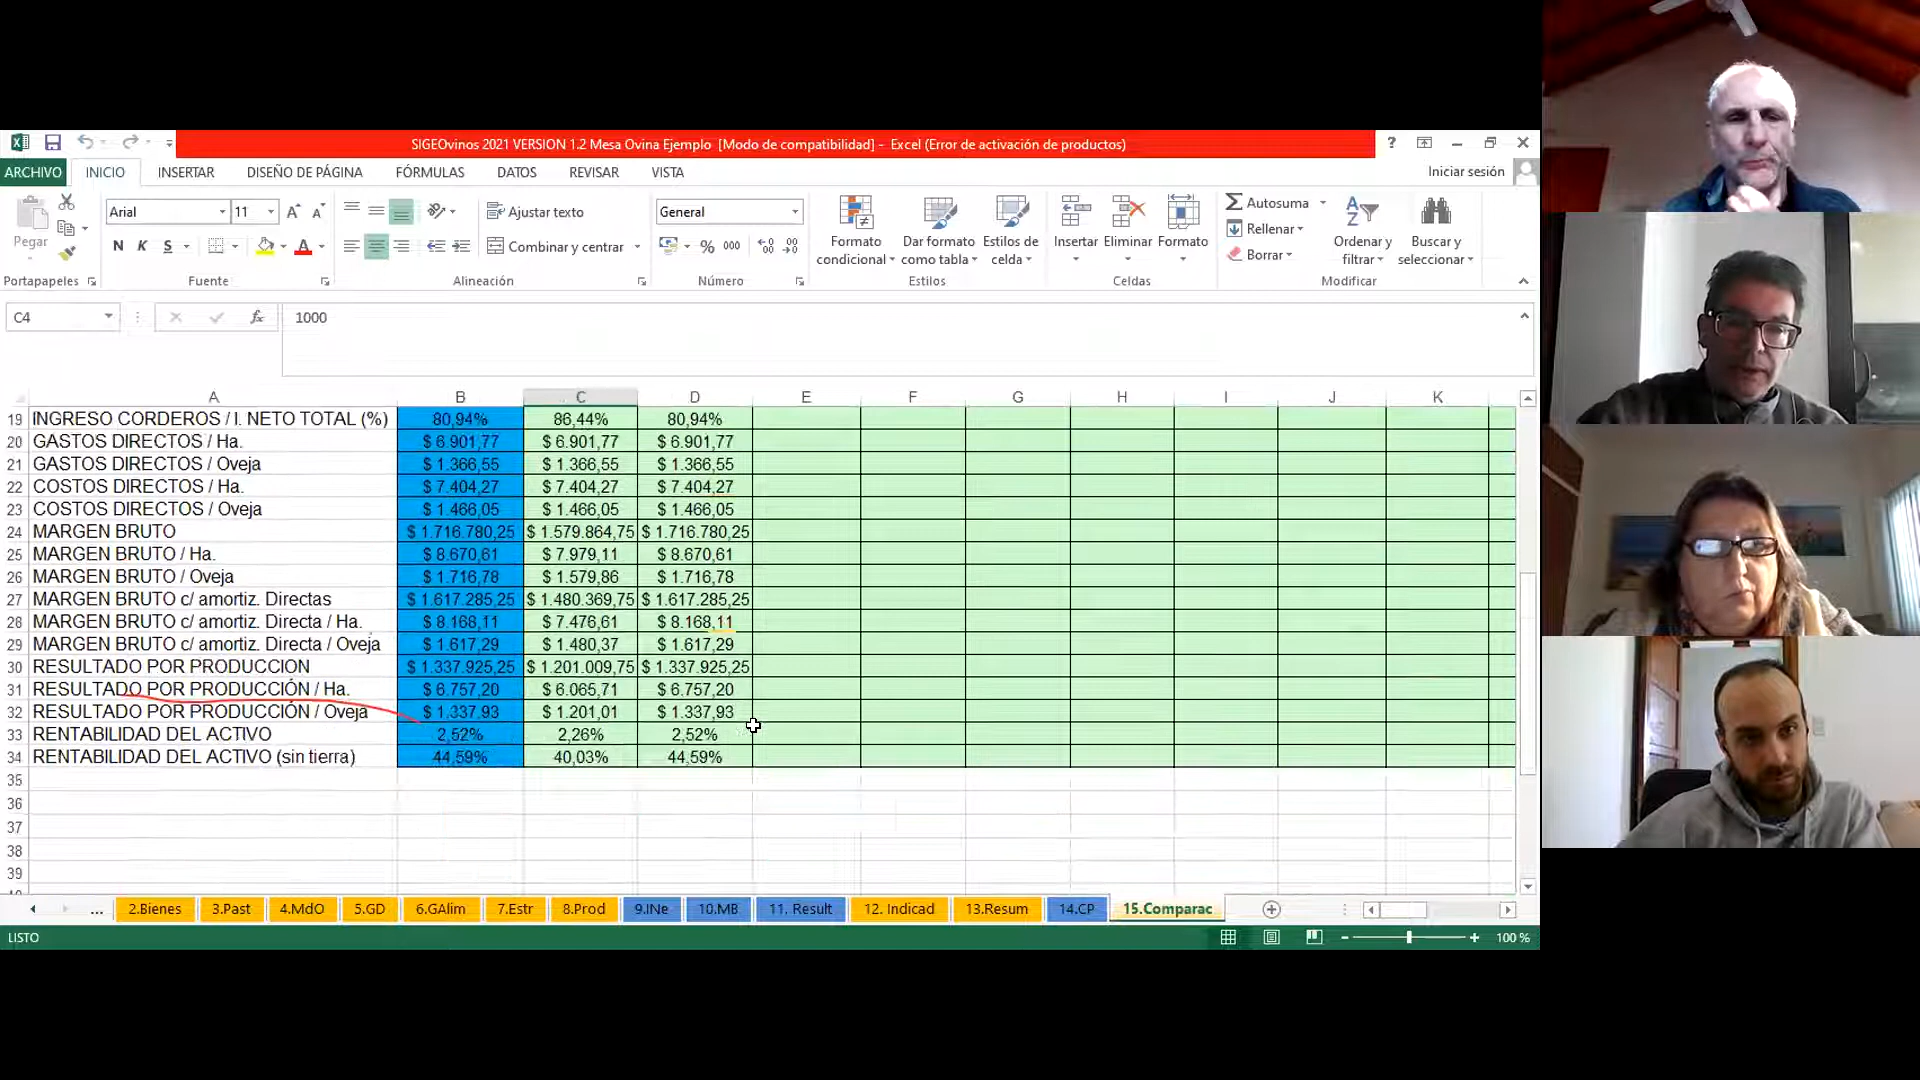 SIGEOvinos 2021 VERSION 1.2 Mesa Ovina Ejemplo [Modo de compatibilidad] - Excel (Error de activación de productos)
ARCHIVO INICIO INSERTAR DISEÑO DE PÁGINA FÓRMULAS DATOS REVISAR VISTA Iniciar sesión
Pegar Arial 11 N K S Ajustar texto Combinar y centrar General % 000 Formato condicional Dar formato como tabla Estilos de celda Insertar Eliminar Formato Autosuma Rellenar Borrar Ordenar y filtrar Buscar y seleccionar
Portapapeles Fuente Alineación Número Estilos Celdas Modificar
C4 fx 1000
A B C D E F G H I J K
19 INGRESO CORDEROS / I. NETO TOTAL (%) 80,94% 86,44% 80,94%
20 GASTOS DIRECTOS / Ha. $ 6.901,77 $ 6.901,77 $ 6.901,77
21 GASTOS DIRECTOS / Oveja $ 1.366,55 $ 1.366,55 $ 1.366,55
22 COSTOS DIRECTOS / Ha. $ 7.404,27 $ 7.404,27 $ 7.404,27
23 COSTOS DIRECTOS / Oveja $ 1.466,05 $ 1.466,05 $ 1.466,05
24 MARGEN BRUTO $ 1.716.780,25 $ 1.579.864,75 $ 1.716.780,25
25 MARGEN BRUTO / Ha. $ 8.670,61 $ 7.979,11 $ 8.670,61
26 MARGEN BRUTO / Oveja $ 1.716,78 $ 1.579,86 $ 1.716,78
27 MARGEN BRUTO c/ amortiz. Directas $ 1.617.285,25 $ 1.480.369,75 $ 1.617.285,25
28 MARGEN BRUTO c/ amortiz. Directa / Ha. $ 8.168,11 $ 7.476,61 $ 8.168,11
29 MARGEN BRUTO c/ amortiz. Directa / Oveja $ 1.617,29 $ 1.480,37 $ 1.617,29
30 RESULTADO POR PRODUCCION $ 1.337.925,25 $ 1.201.009,75 $ 1.337.925,25
31 RESULTADO POR PRODUCCIÓN / Ha. $ 6.757,20 $ 6.065,71 $ 6.757,20
32 RESULTADO POR PRODUCCIÓN / Oveja $ 1.337,93 $ 1.201,01 $ 1.337,93
33 RENTABILIDAD DEL ACTIVO 2,52% 2,26% 2,52%
34 RENTABILIDAD DEL ACTIVO (sin tierra) 44,59% 40,03% 44,59%
35
36
37
38
39
... 2.Bienes 3.Past 4.MdO 5.GD 6.GAlim 7.Estr 8.Prod 9.INe 10.MB 11. Result 12. Indicad 13.Resum 14.CP 15.Comparac
LISTO 100 %